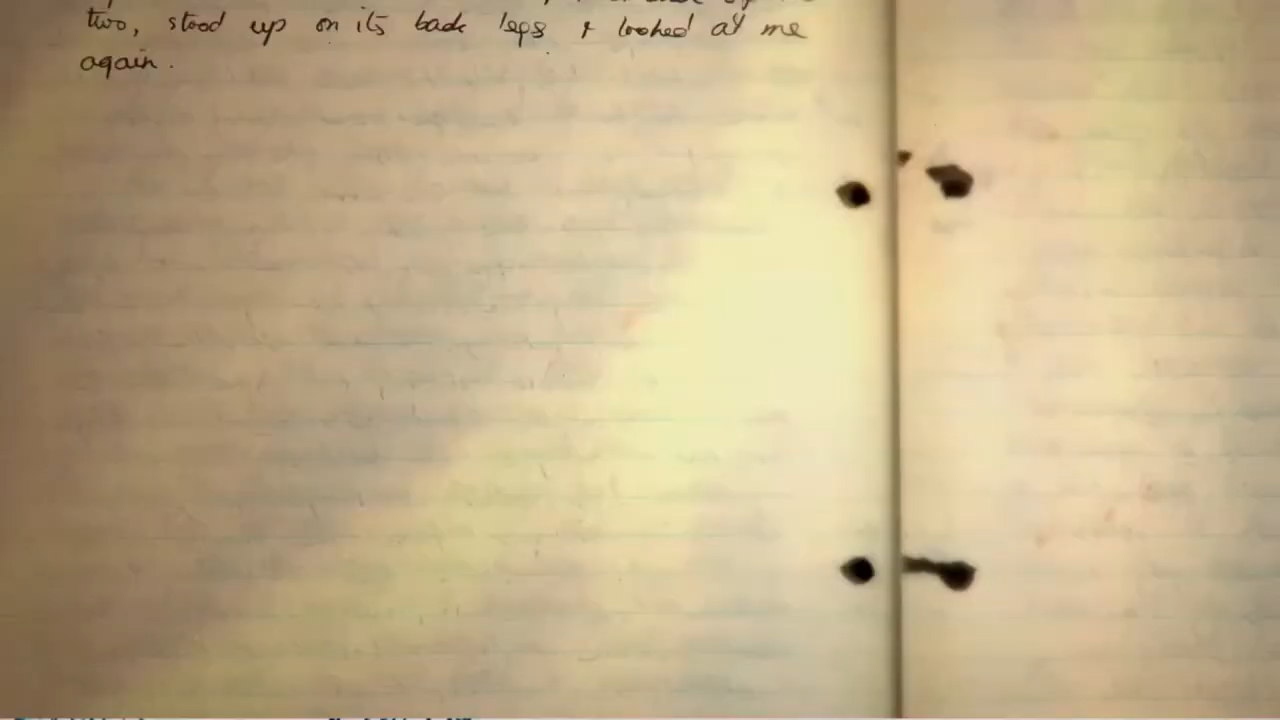 two, stood up on its back legs & looked at me
again.